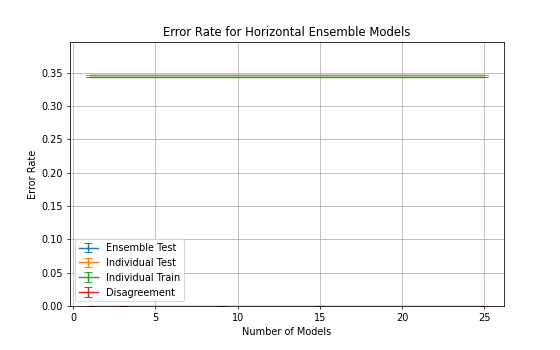 Error Rate for Horizontal Ensemble Models
Error Rate
0.35
0.30
0.25
0.20
0.15
0.10
0.05
0.00
Ensemble Test
Individual Test
Individual Train
Disagreement
0 5 10 15 20 25
Number of Models